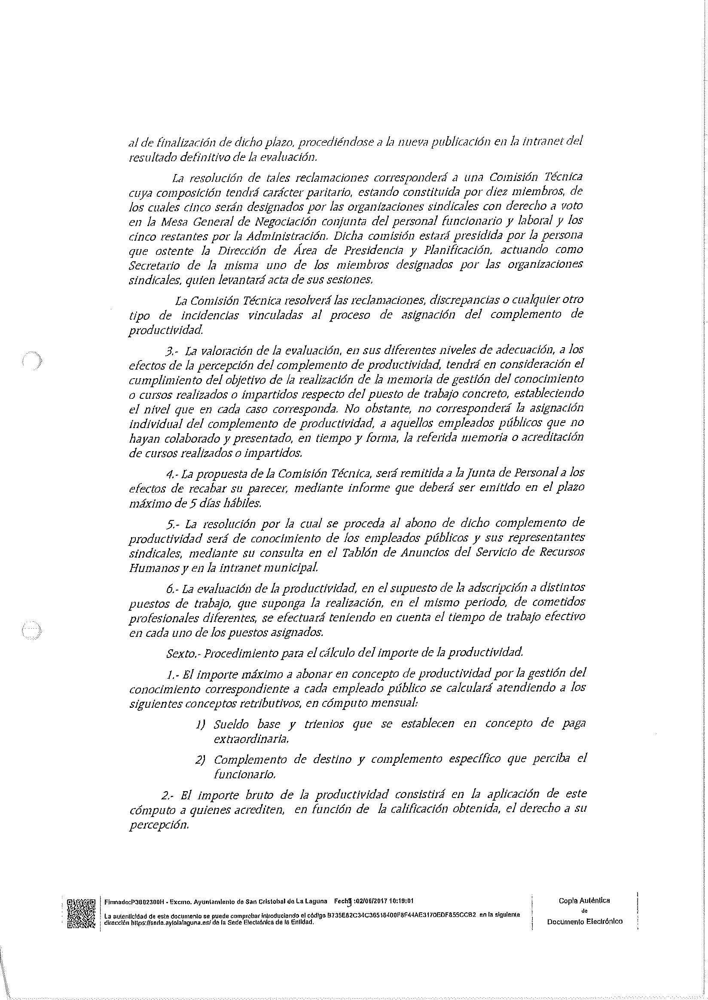 al de finalización de dicho plazo, procediéndose a la nueva publicación en la intranet del
resultado definitivo de la evaluación.
La resolución de tales reclamaciones corresponderá a una Comisión Técnica
cuya composición tendrá carácter paritario, estando constituida por diez miembros, de
los cuales cinco serán designados por las organizaciones sindicales con derecho a voto
en la Mesa General de Negociación conjunta del personal funcionario y laboral y los
cinco restantes por la Administración. Dicha comisión estará presidida por la persona
que ostente la Dirección de Área de Presidencia y Planificación, actuando como
Secretario de la misma uno de los miembros designados por las organizaciones
sindicales, quien levantará acta de sus sesiones.
La Comisión Técnica resolverá las reclamaciones, discrepancias o cualquier otro
tipo de incidencias vinculadas al proceso de asignación del complemento de
productividad.
3.- La valoración de la evaluación, en sus diferentes niveles de adecuación, a los
efectos de la percepción del complemento de productividad, tendrá en consideración el
cumplimiento del objetivo de la realización de la memoria de gestión del conocimiento
o cursos realizados o impartidos respecto del puesto de trabajo concreto, estableciendo
el nivel que en cada caso corresponda. No obstante, no corresponderá la asignación
individual del complemento de productividad, a aquellos empleados públicos que no
hayan colaborado y presentado, en tiempo y forma, la referida memoria o acreditación
de cursos realizados o impartidos.
4.- La propuesta de la Comisión Técnica, será remitida a la Junta de Personal a los
efectos de recabar su parecer, mediante informe que deberá ser emitido en el plazo
máximo de 5 días hábiles.
5.- La resolución por la cual se proceda al abono de dicho complemento de
productividad será de conocimiento de los empleados públicos y sus representantes
sindicales, mediante su consulta en el Tablón de Anuncios del Servicio de Recursos
Humanos y en la intranet municipal.
6.- La evaluación de la productividad, en el supuesto de la adscripción a distintos
puestos de trabajo, que suponga la realización, en el mismo periodo, de cometidos
profesionales diferentes, se efectuará teniendo en cuenta el tiempo de trabajo efectivo
en cada uno de los puestos asignados.
Sexto.- Procedimiento para el cálculo del importe de la productividad.
1.- El importe máximo a abonar en concepto de productividad por la gestión del
conocimiento correspondiente a cada empleado público se calculará atendiendo a los
siguientes conceptos retributivos, en cómputo mensual:
1) Sueldo base y trienios que se establecen en concepto de paga
extraordinaria.
2) Complemento de destino y complemento específico que perciba el
funcionario.
2.- El importe bruto de la productividad consistirá en la aplicación de este
cómputo a quienes acrediten, en función de la calificación obtenida, el derecho a su
percepción.
Firmado:P3802300H - Excmo. Ayuntamiento de San Cristobal de La Laguna Fecha :02/06/2017 10:19:01
La autenticidad de este documento se puede comprobar introduciendo el código B735E82C34C36518400F8F44AE3170EDF855CCB2 en la siguiente
dirección https://sede.aytolalaguna.es/ de la Sede Electrónica de la Entidad.
Copia Auténtica
de
Documento Electrónico